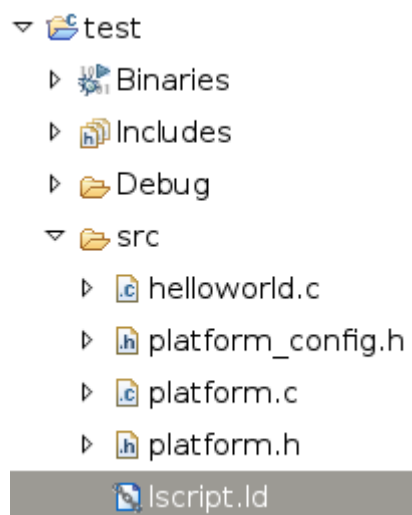 test
Binaries
Includes
Debug
src
helloworld.c
platform_config.h
platform.c
platform.h
lscript.ld